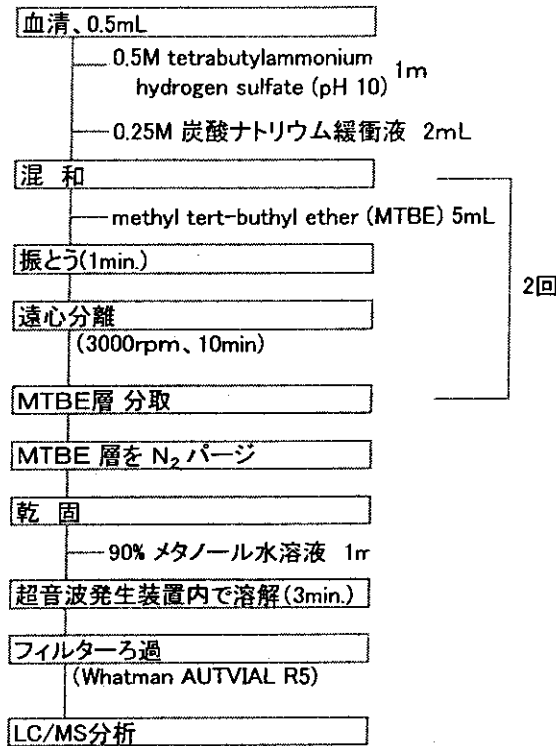 血清、0.5mL
0.5M tetrabutylammonium
hydrogen sulfate (pH 10) 1m
0.25M 炭酸ナトリウム緩衝液 2mL
混 和
methyl tert-buthyl ether (MTBE) 5mL
振とう(1min.)
2回
遠心分離
(3000rpm、10min)
MTBE層 分取
MTBE 層を N₂ パージ
乾 固
90% メタノール水溶液 1m
超音波発生装置内で溶解(3min.)
フィルターろ過
(Whatman AUTVIAL R5)
LC/MS分析